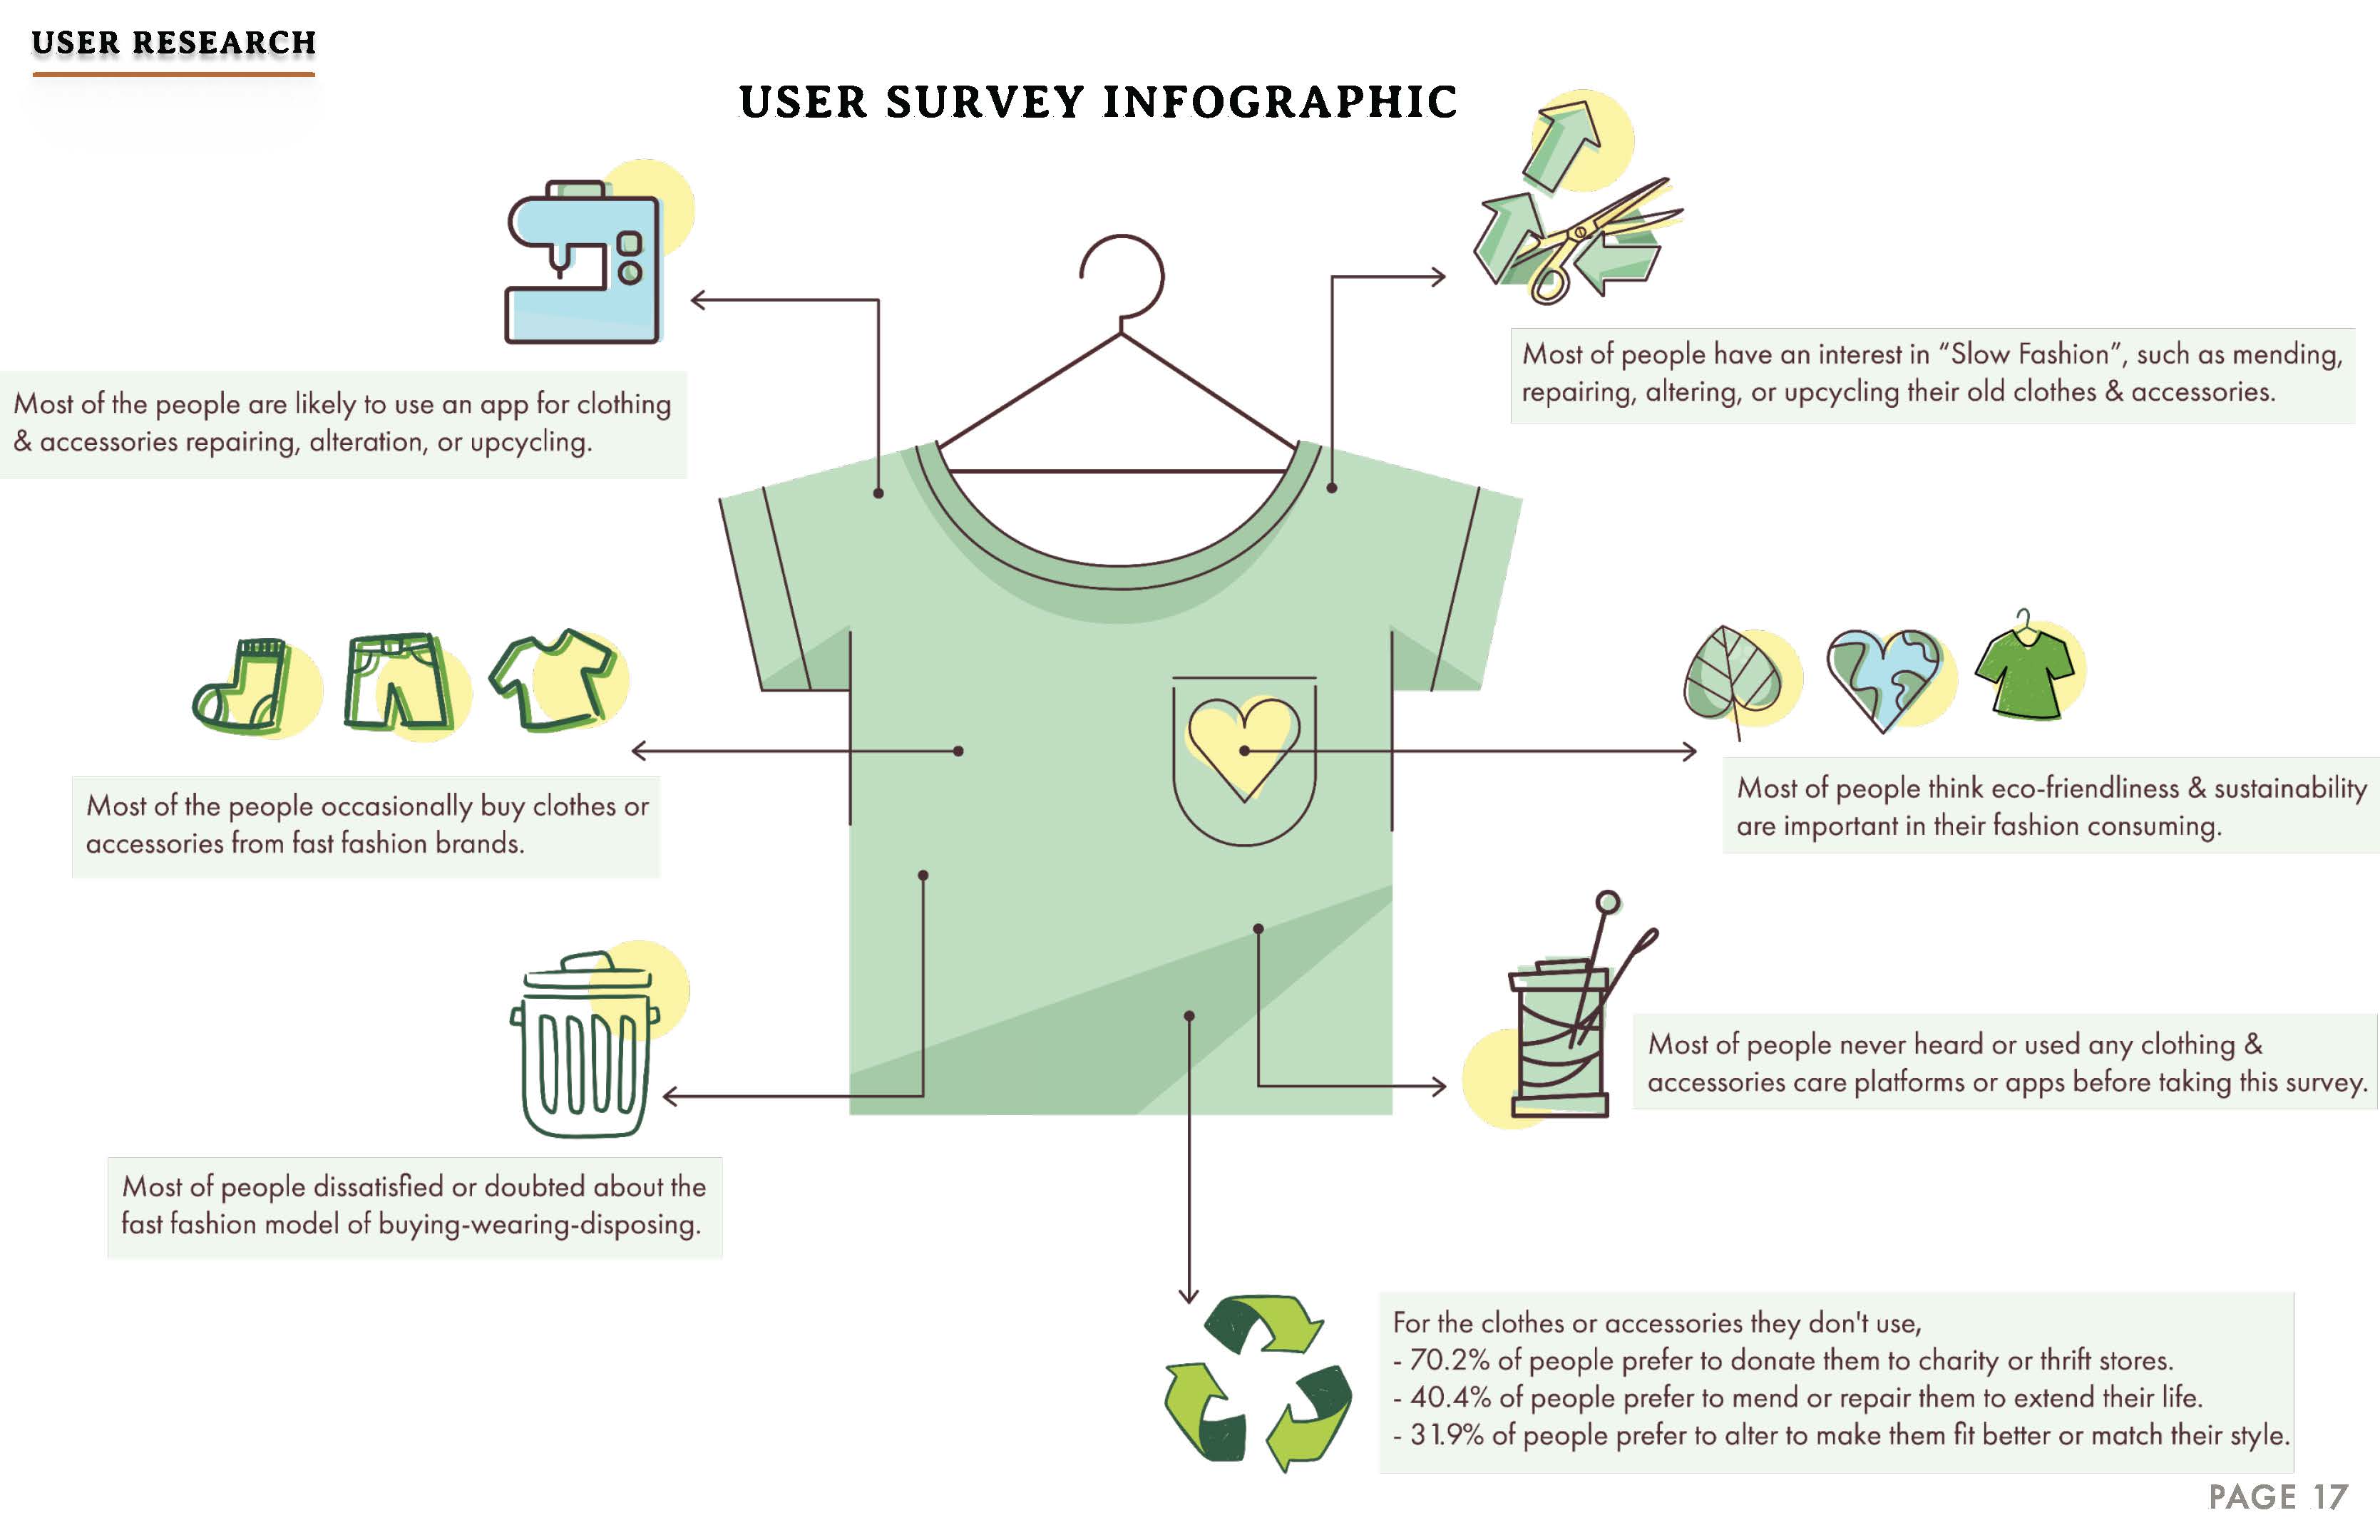 USER RESEARCH
USER SURVEY INFOGRAPHIC
Most of the people are likely to use an app for clothing
& accessories repairing, alteration, or upcycling.
Most of people have an interest in “Slow Fashion”, such as mending,
repairing, altering, or upcycling their old clothes & accessories.
Most of the people occasionally buy clothes or
accessories from fast fashion brands.
Most of people think eco-friendliness & sustainability
are important in their fashion consuming.
Most of people dissatisfied or doubted about the
fast fashion model of buying-wearing-disposing.
Most of people never heard or used any clothing &
accessories care platforms or apps before taking this survey.
For the clothes or accessories they don't use,
- 70.2% of people prefer to donate them to charity or thrift stores.
- 40.4% of people prefer to mend or repair them to extend their life.
- 31.9% of people prefer to alter to make them fit better or match their style.
PAGE 17